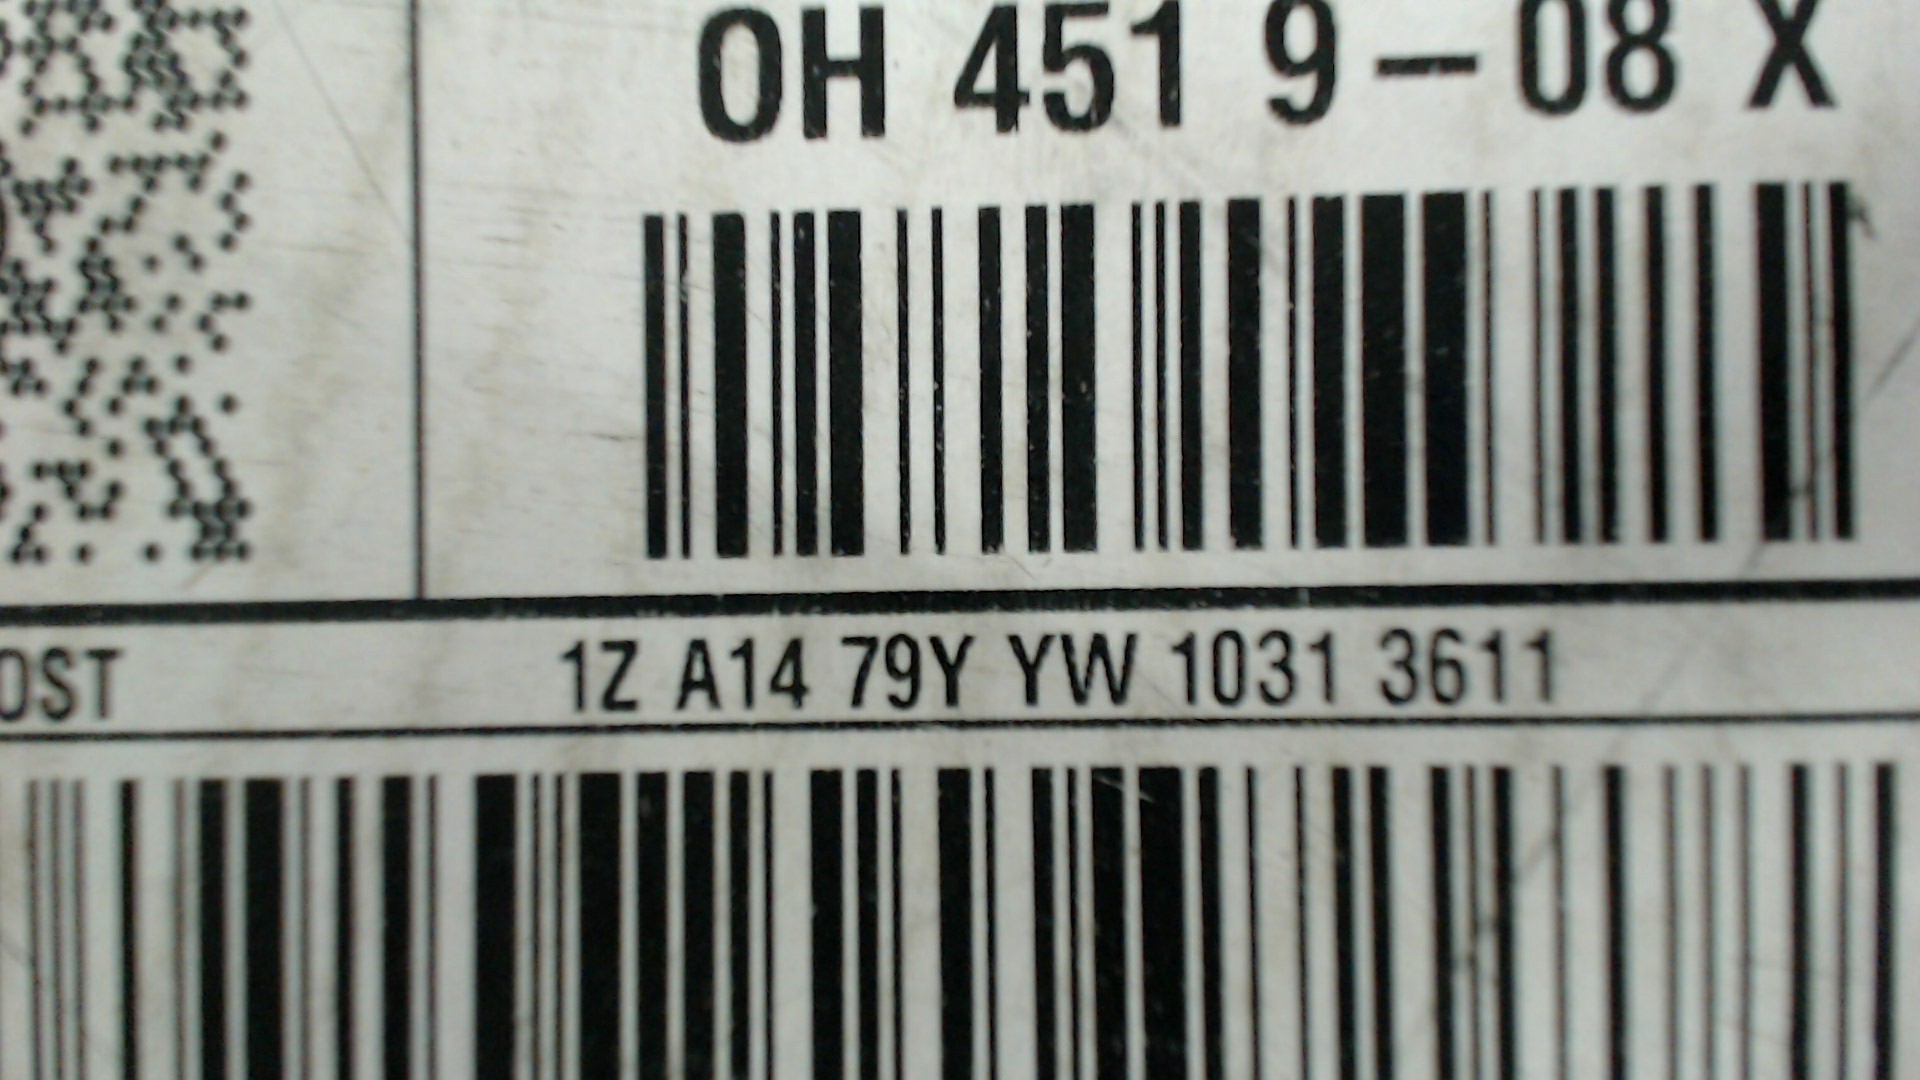 OH 451 9-08 X
OST 1Z A14 79Y YW 1031 3611